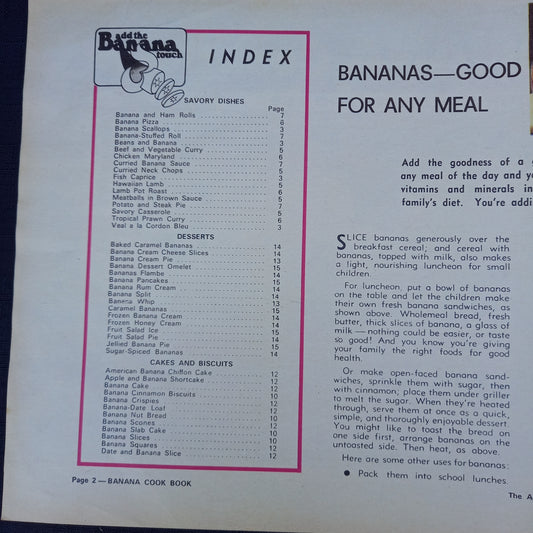 add the
Banana
touch
INDEX
SAVORY DISHES
Page
Banana and Ham Rolls 7
Banana Pizza 6
Banana Scallops 3
Banana-Stuffed Roll 7
Beans and Banana 3
Beef and Vegetable Curry 5
Chicken Maryland 6
Curried Banana Sauce 7
Curried Neck Chops 5
Fish Caprice 3
Hawaiian Lamb 5
Lamb Pot Roast 6
Meatballs in Brown Sauce 5
Potato and Steak Pie 7
Savory Casserole 5
Tropical Prawn Curry 6
Veal a la Cordon Bleu 3
DESSERTS
Baked Caramel Bananas 14
Banana Cream Cheese Slices 14
Banana Cream Pie 13
Banana Dessert Omelet 15
Bananas Flambe 14
Banana Pancakes 15
Banana Rum Cream 14
Banana Split 14
Banana Whip 13
Caramel Bananas 15
Frozen Banana Cream 14
Frozen Honey Cream 14
Fruit Salad Ice 15
Fruit Salad Pie 14
Jellied Banana Pie 15
Sugar-Spiced Bananas 14
CAKES AND BISCUITS
American Banana Chiffon Cake 12
Apple and Banana Shortcake 12
Banana Cake 12
Banana Cinnamon Biscuits 10
Banana Crispies 12
Banana-Date Loaf 12
Banana Nut Bread 10
Banana Scones 12
Banana Slab Cake 10
Banana Slices 10
Banana Squares 12
Date and Banana Slice 12
Page 2 — BANANA COOK BOOK
BANANAS—GOOD
FOR ANY MEAL
Add the goodness of a
any meal of the day and
vitamins and minerals in
family's diet. You're
SLICE bananas generously over the
breakfast cereal; and cereal with
bananas, topped with milk, also makes
a light, nourishing luncheon for small
children.
For luncheon, put a bowl of bananas
on the table and let the children make
their own fresh banana sandwiches, as
shown above. Wholemeal bread, fresh
butter, thick slices of banana, a glass of
milk — nothing could be easier, or taste
so good! And you know you're giving
your family the right foods for good
health.
Or make open-faced banana sand-
wiches, sprinkle them with sugar, then
with cinnamon; place them under griller
to melt the sugar. When they're heated
through, serve them at once as a quick,
simple, and thoroughly enjoyable dessert.
You might like to toast the bread on
one side first, arrange bananas on the
untoasted side. Then heat, as above.
Here are some other uses for bananas:
● Pack them into school lunches.
The